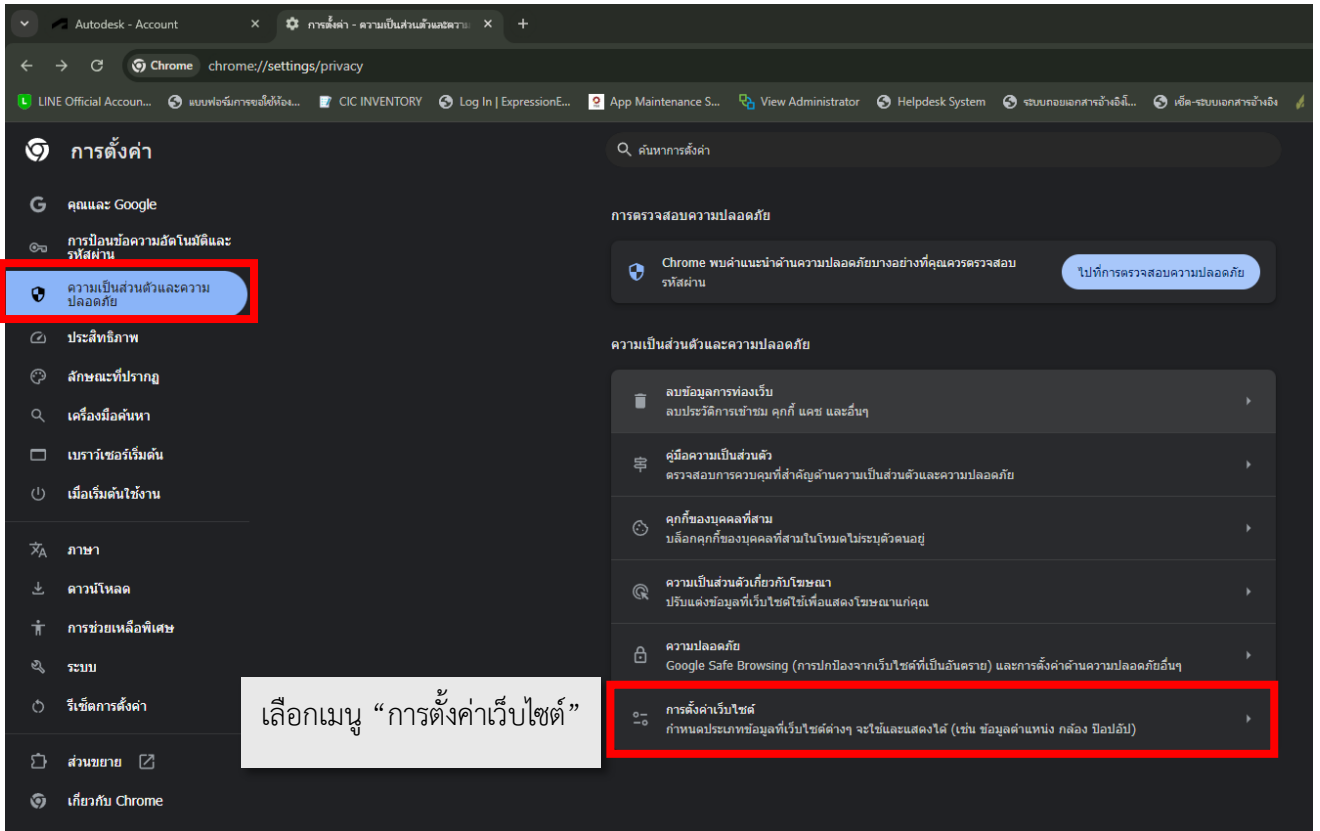 Autodesk - Account
การตั้งค่า - ความเป็นส่วนตัวและความ
Chrome chrome://settings/privacy
LINE Official Accoun... แบบฟอร์มการขอใช้ห้อง... CIC INVENTORY Log In | ExpressionE... App Maintenance S... View Administrator Helpdesk System ระบบถอยเอกสารอ้างอิงใ... เช็ค-ระบบเอกสารอ้างอิง
การตั้งค่า
ค้นหาการตั้งค่า
คุณและ Google
การป้อนข้อความอัตโนมัติและ
รหัสผ่าน
ความเป็นส่วนตัวและความ
ปลอดภัย
ประสิทธิภาพ
ลักษณะที่ปรากฏ
เครื่องมือค้นหา
เบราว์เซอร์เริ่มต้น
เมื่อเริ่มต้นใช้งาน
ภาษา
ดาวน์โหลด
การช่วยเหลือพิเศษ
ระบบ
รีเซ็ตการตั้งค่า
ส่วนขยาย
เกี่ยวกับ Chrome
การตรวจสอบความปลอดภัย
Chrome พบคำแนะนำด้านความปลอดภัยบางอย่างที่คุณควรตรวจสอบ
รหัสผ่าน
ไปที่การตรวจสอบความปลอดภัย
ความเป็นส่วนตัวและความปลอดภัย
ลบข้อมูลการท่องเว็บ
ลบประวัติการเข้าชม คุกกี้ แคช และอื่นๆ
คู่มือความเป็นส่วนตัว
ตรวจสอบการควบคุมที่สำคัญด้านความเป็นส่วนตัวและความปลอดภัย
คุกกี้ของบุคคลที่สาม
บล็อกคุกกี้ของบุคคลที่สามในโหมดไม่ระบุตัวตนอยู่
ความเป็นส่วนตัวเกี่ยวกับโฆษณา
ปรับแต่งข้อมูลที่เว็บไซต์ใช้เพื่อแสดงโฆษณาแก่คุณ
ความปลอดภัย
Google Safe Browsing (การปกป้องจากเว็บไซต์ที่เป็นอันตราย) และการตั้งค่าด้านความปลอดภัยอื่นๆ
การตั้งค่าเว็บไซต์
กำหนดประเภทข้อมูลที่เว็บไซต์ต่างๆ จะใช้และแสดงได้ (เช่น ข้อมูลตำแหน่ง กล้อง ป๊อปอัป)
เลือกเมนู “การตั้งค่าเว็บไซต์”